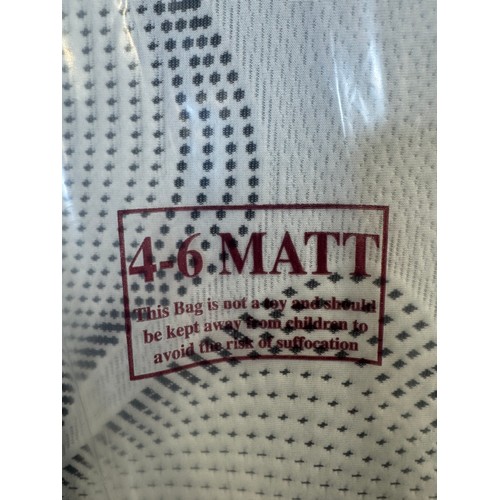 4-6 MATT
This Bag is not a toy and should
be kept away from children to
avoid the risk of suffocation